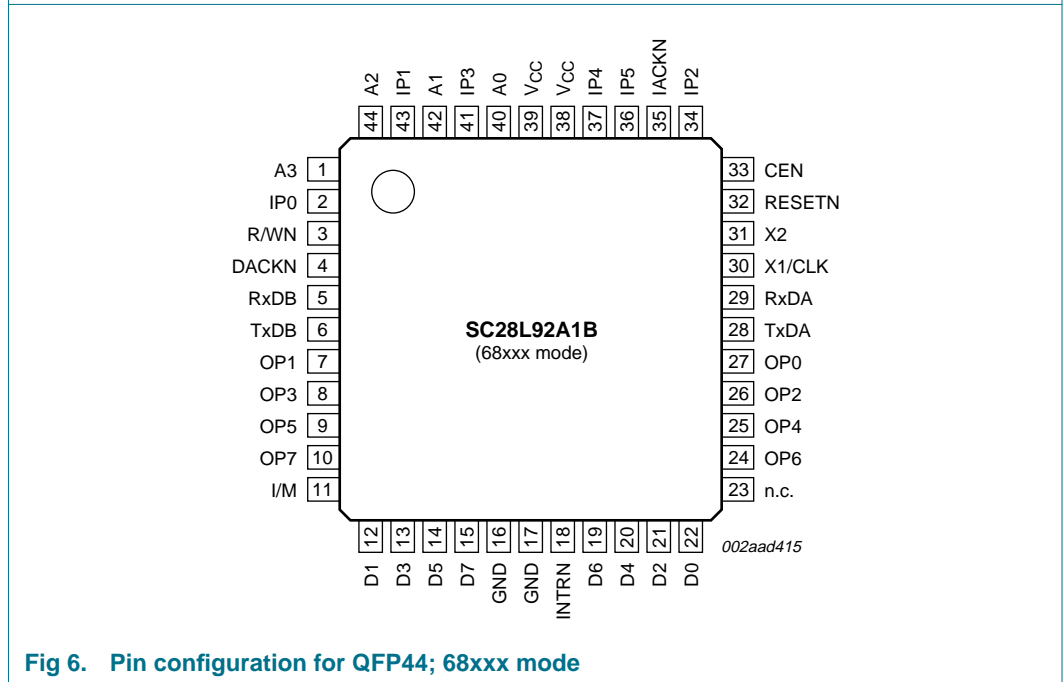 A2 IP1 A1 IP3 A0 VCC VCC IP4 IP5 IACKN IP2
44 43 42 41 40 39 38 37 36 35 34
A3 1 33 CEN
IP0 2 32 RESETN
R/WN 3 31 X2
DACKN 4 30 X1/CLK
RxDB 5 29 RxDA
TxDB 6 SC28L92A1B 28 TxDA
(68xxx mode)
OP1 7 27 OP0
OP3 8 26 OP2
OP5 9 25 OP4
OP7 10 24 OP6
I/M 11 23 n.c.
12 13 14 15 16 17 18 19 20 21 22
D1 D3 D5 D7 GND GND INTRN D6 D4 D2 D0
002aad415
Fig 6. Pin configuration for QFP44; 68xxx mode